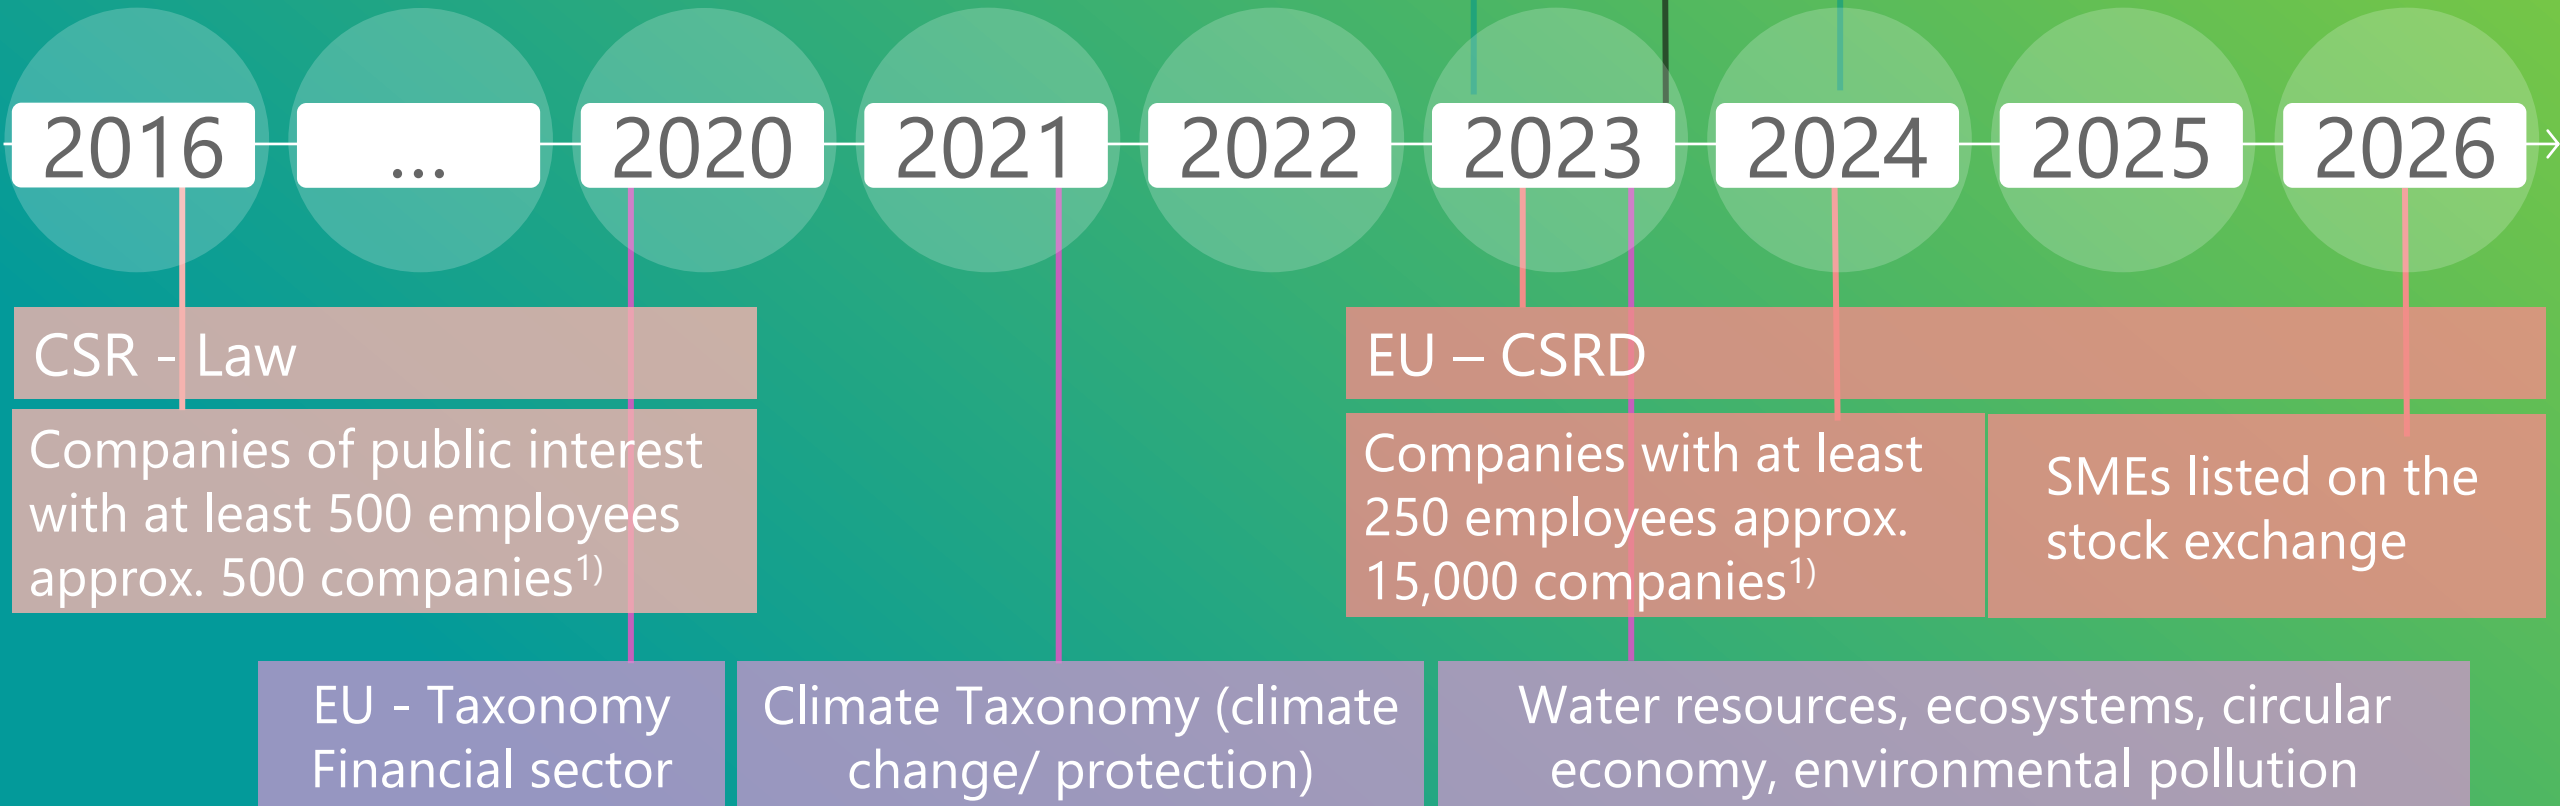 2016 ... 2020 2021 2022 2023 2024 2025 2026
CSR - Law
Companies of public interest
with at least 500 employees
approx. 500 companies1)
EU – CSRD
Companies with at least
250 employees approx.
15,000 companies1)
SMEs listed on the
stock exchange
EU - Taxonomy
Financial sector
Climate Taxonomy (climate
change/ protection)
Water resources, ecosystems, circular
economy, environmental pollution